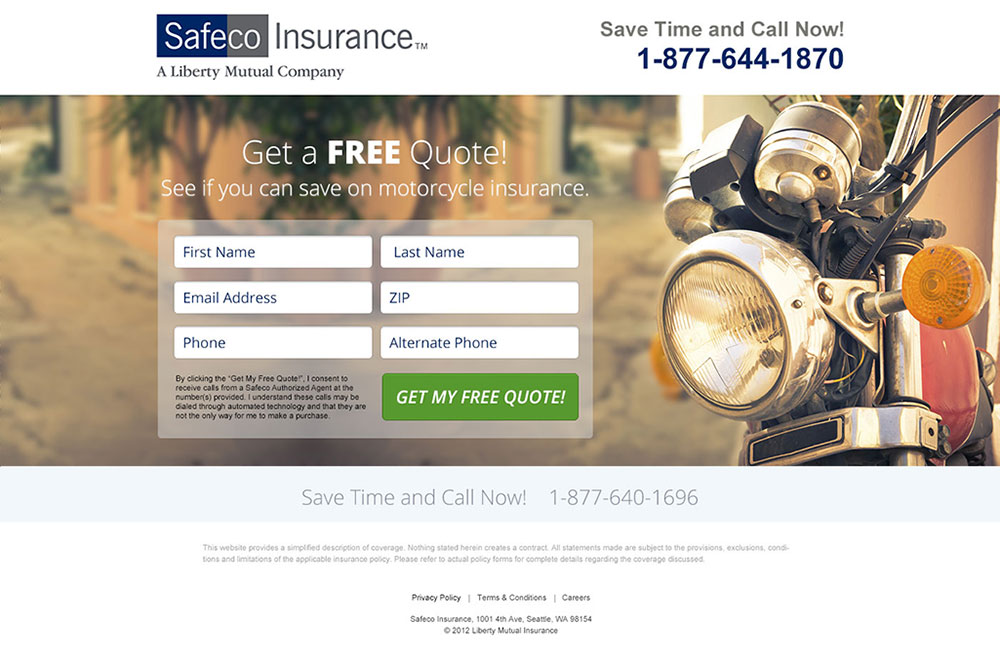 Safeco Insurance™
A Liberty Mutual Company
Save Time and Call Now!
1-877-644-1870
Get a FREE Quote!
See if you can save on motorcycle insurance.
First Name
Last Name
Email Address
ZIP
Phone
Alternate Phone
By clicking the "Get My Free Quote!", I consent to
receive calls from a Safeco Authorized Agent at the
number(s) provided. I understand these calls may be
dialed through automated technology and that they are
not the only way for me to make a purchase.
GET MY FREE QUOTE!
Save Time and Call Now! 1-877-640-1696
This website provides a simplified description of coverage. Nothing stated herein creates a contract. All statements made are subject to the provisions, exclusions, condi-
tions and limitations of the applicable insurance policy. Please refer to actual policy forms for complete details regarding the coverage discussed.
Privacy Policy | Terms & Conditions | Careers
Safeco Insurance, 1001 4th Ave, Seattle, WA 98154
© 2012 Liberty Mutual Insurance